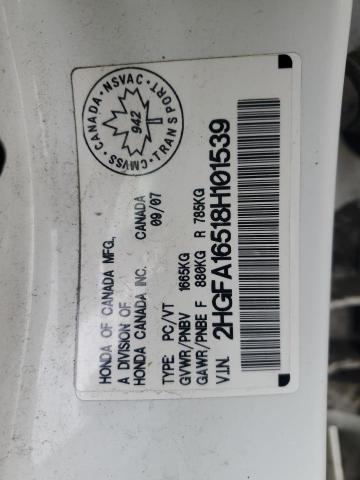 HONDA OF CANADA MFG.,
A DIVISION OF
HONDA CANADA INC. CANADA
09/07
TYPE PC/VT 1665KG
GVWR/PNBV
GAWR/PNBE F 880KG R 785KG
V.I.N. 2HGFA16518H101539
CANADA · NSVAC · TRANSPORT · CMVSS
942